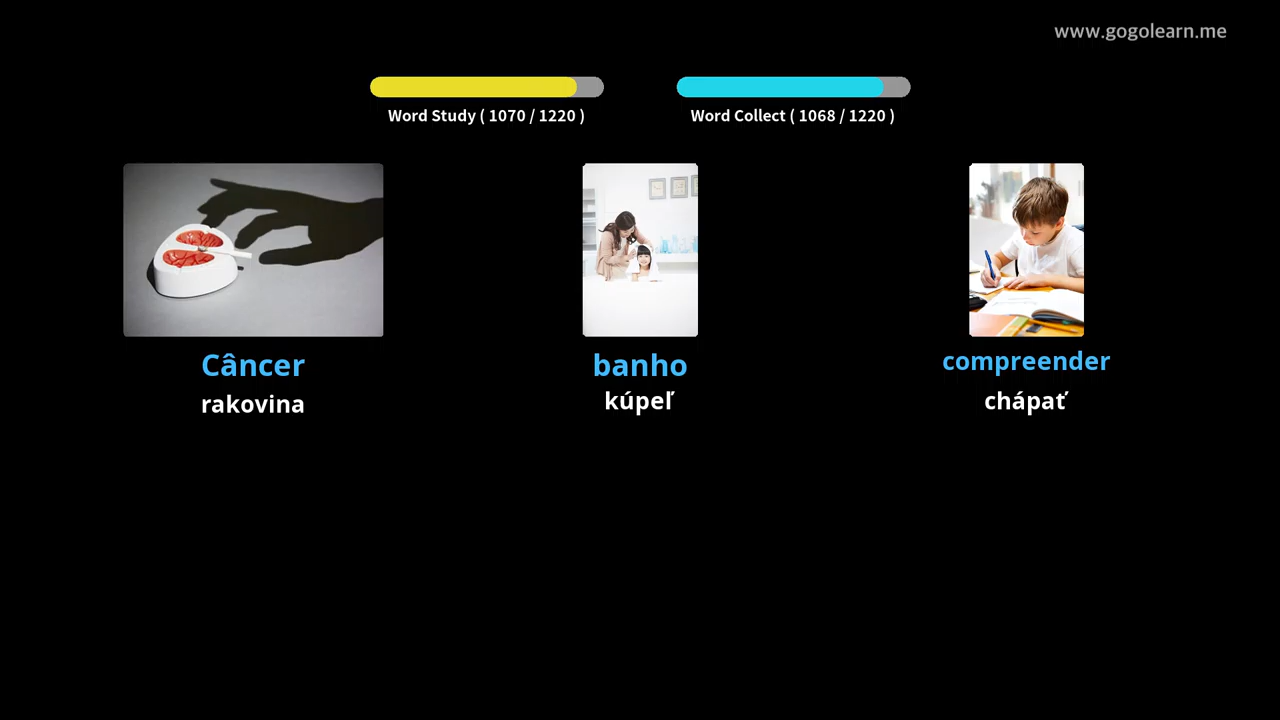 www.gogolearn.me
Word Study ( 1070 / 1220 )
Word Collect ( 1068 / 1220 )
Câncer
banho
compreender
rakovina
kúpeľ
chápať